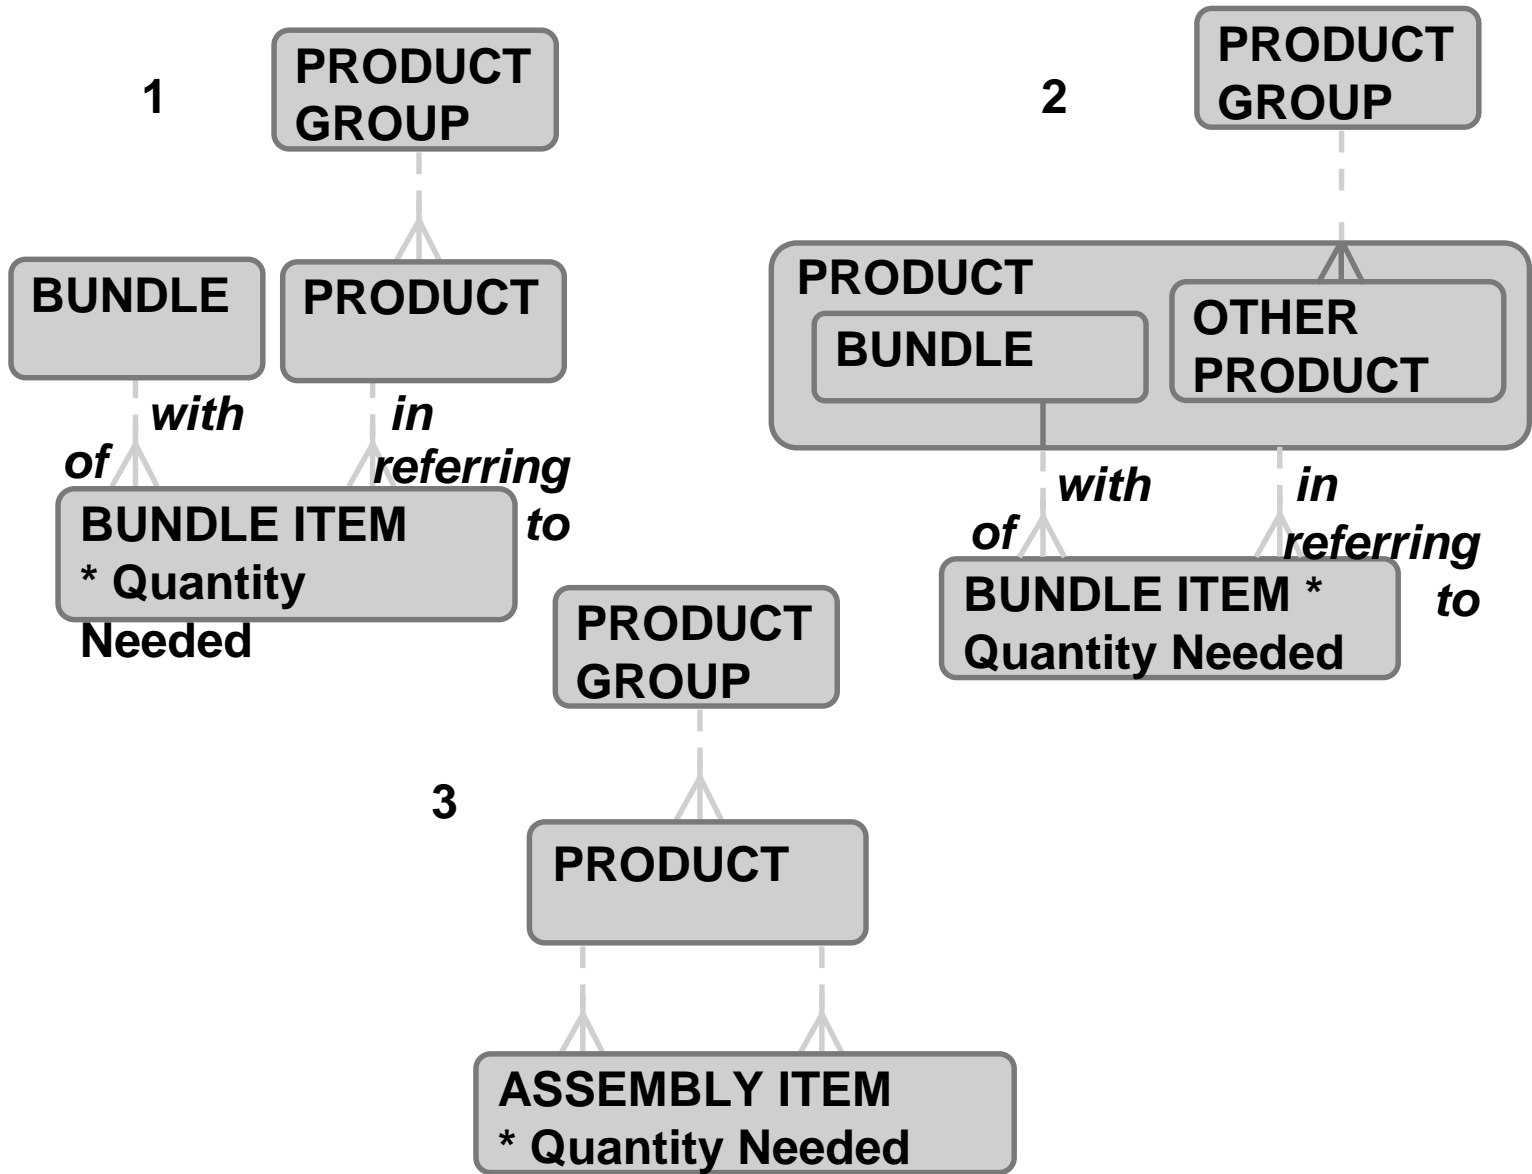 1
PRODUCT
GROUP
BUNDLE
PRODUCT
with
in
of
referring
to
BUNDLE ITEM
* Quantity
Needed
2
PRODUCT
GROUP
PRODUCT
BUNDLE
OTHER
PRODUCT
with
in
of
referring
to
BUNDLE ITEM *
Quantity Needed
3
PRODUCT
GROUP
PRODUCT
ASSEMBLY ITEM
* Quantity Needed